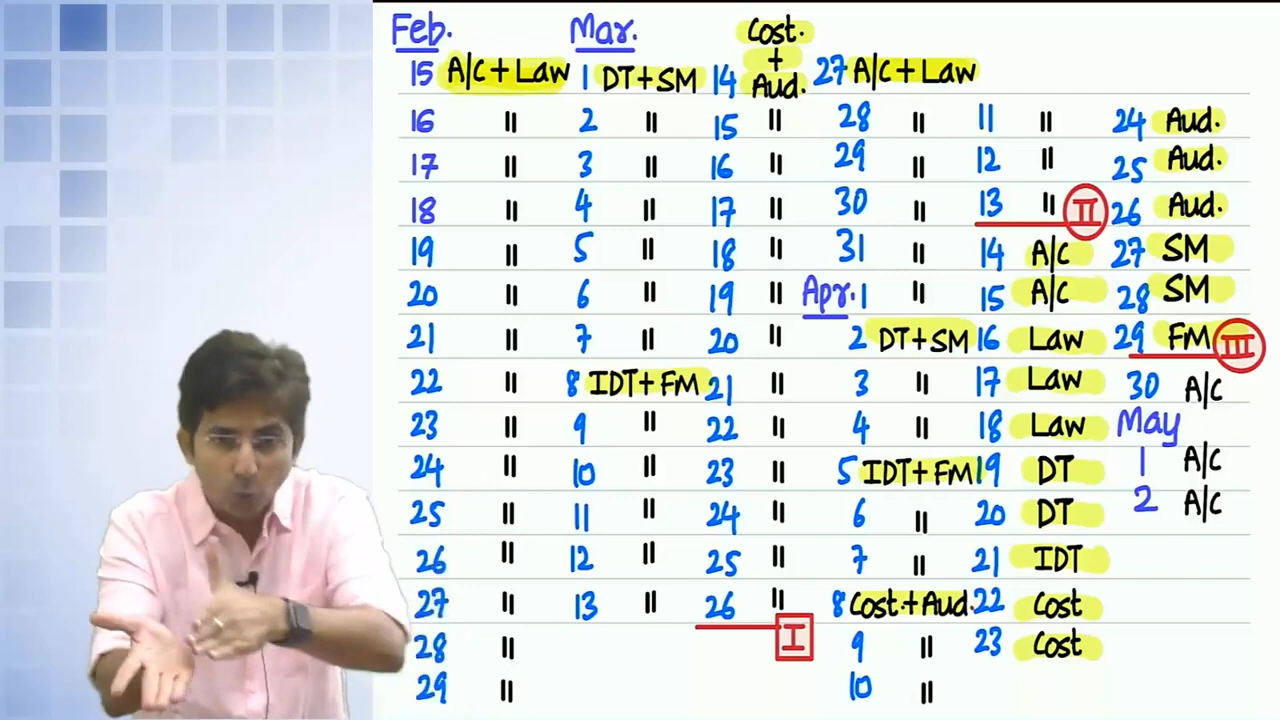 Feb. Mar. Cost. + Aud.
15 A/C + Law 1 DT + SM 14 27 A/C + Law
16 " 2 " 15 " 28 " 11 " 24 Aud.
17 " 3 " 16 " 29 " 12 " 25 Aud.
18 " 4 " 17 " 30 " 13 " II 26 Aud.
19 " 5 " 18 " 31 " 14 A/C 27 SM
20 " 6 " 19 " Apr. 1 " 15 A/C 28 SM
21 " 7 " 20 " 2 DT + SM 16 Law 29 FM III
22 " 8 IDT + FM 21 " 3 " 17 Law 30 A/C
23 " 9 " 22 " 4 " 18 Law May
24 " 10 " 23 " 5 IDT + FM 19 DT 1 A/C
25 " 11 " 24 " 6 " 20 DT 2 A/C
26 " 12 " 25 " 7 " 21 IDT
27 " 13 " 26 " I 8 Cost. + Aud. 22 Cost
28 " 9 " 23 Cost
29 " 10 "